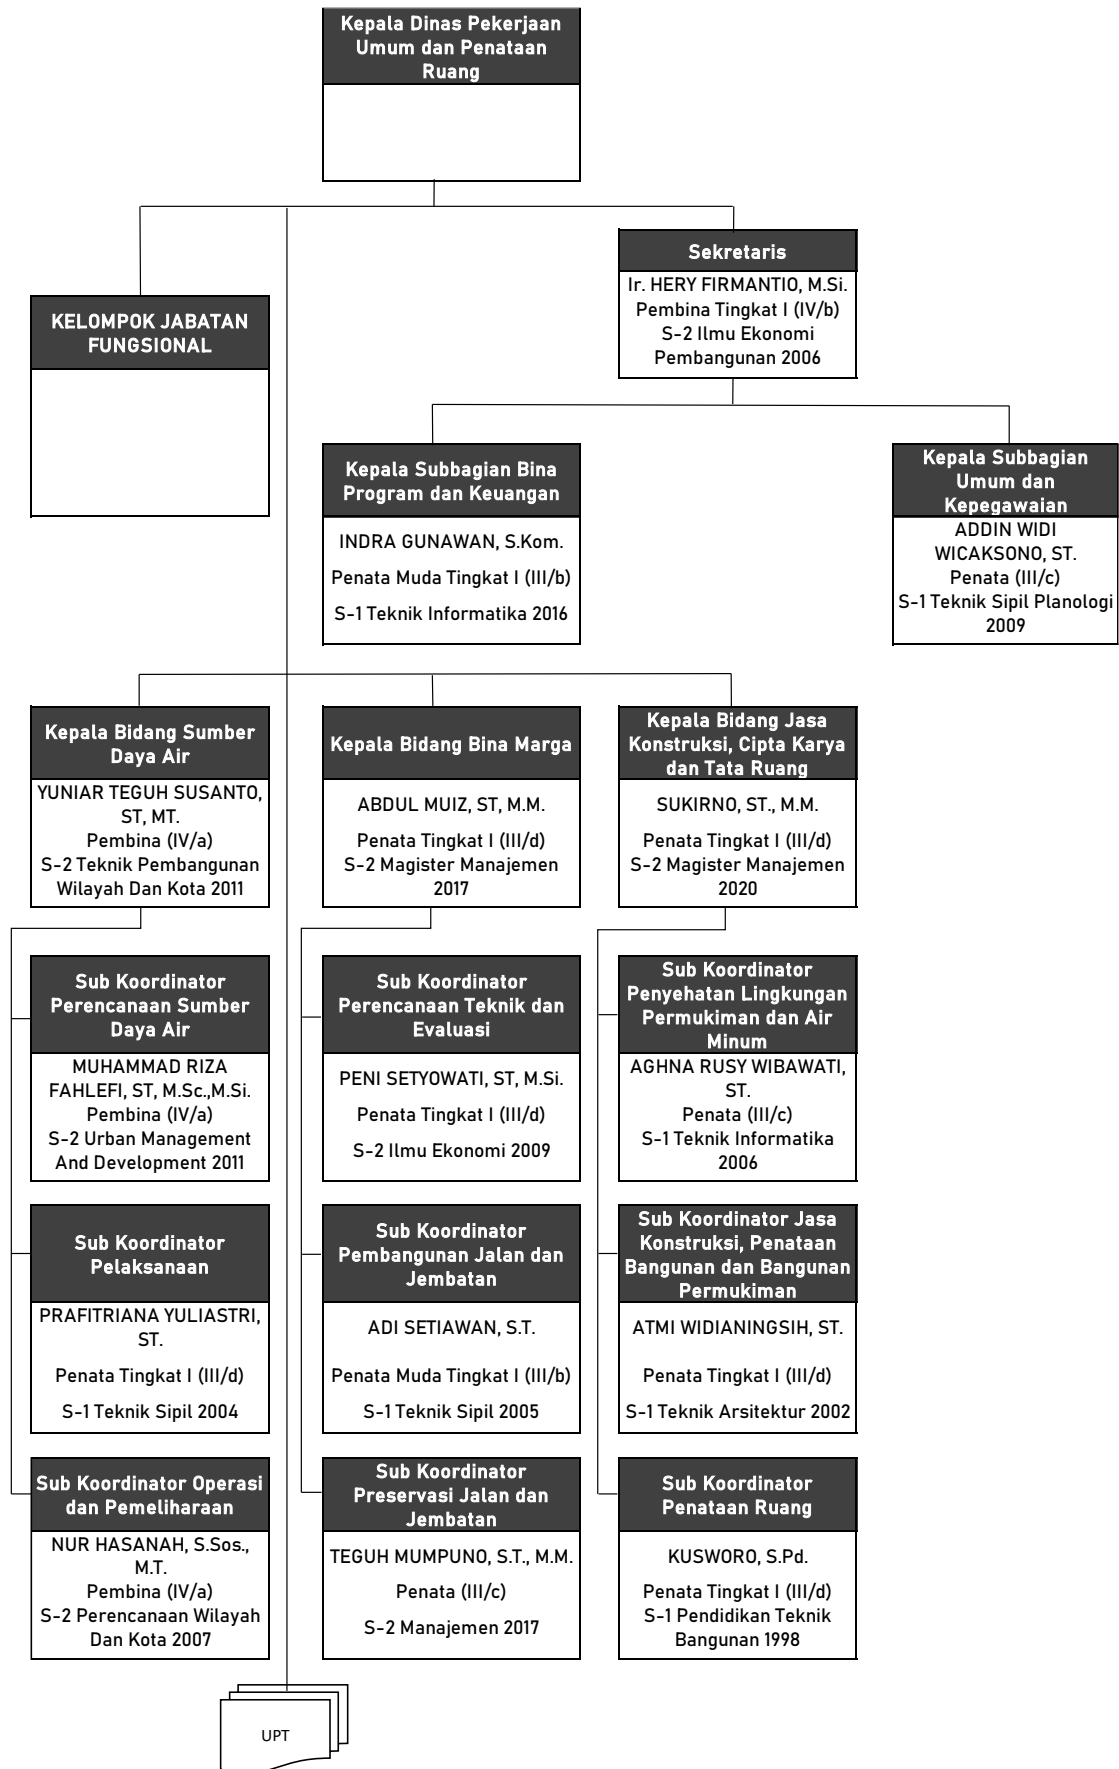 Kepala Dinas Pekerjaan
Umum dan Penataan
Ruang
Sekretaris
Ir. HERY FIRMANTIO, M.Si.
Pembina Tingkat I (IV/b)
S-2 Ilmu Ekonomi
Pembangunan 2006
KELOMPOK JABATAN
FUNGSIONAL
Kepala Subbagian Bina
Program dan Keuangan
INDRA GUNAWAN, S.Kom.
Penata Muda Tingkat I (III/b)
S-1 Teknik Informatika 2016
Kepala Subbagian
Umum dan
Kepegawaian
ADDIN WIDI
WICAKSONO, ST.
Penata (III/c)
S-1 Teknik Sipil Planologi
2009
Kepala Bidang Sumber
Daya Air
YUNIAR TEGUH SUSANTO,
ST, MT.
Pembina (IV/a)
S-2 Teknik Pembangunan
Wilayah Dan Kota 2011
Kepala Bidang Bina Marga
ABDUL MUIZ, ST, M.M.
Penata Tingkat I (III/d)
S-2 Magister Manajemen
2017
Kepala Bidang Jasa
Konstruksi, Cipta Karya
dan Tata Ruang
SUKIRNO, ST., M.M.
Penata Tingkat I (III/d)
S-2 Magister Manajemen
2020
Sub Koordinator
Perencanaan Sumber
Daya Air
MUHAMMAD RIZA
FAHLEFI, ST, M.Sc.,M.Si.
Pembina (IV/a)
S-2 Urban Management
And Development 2011
Sub Koordinator
Perencanaan Teknik dan
Evaluasi
PENI SETYOWATI, ST, M.Si.
Penata Tingkat I (III/d)
S-2 Ilmu Ekonomi 2009
Sub Koordinator
Penyehatan Lingkungan
Permukiman dan Air
Minum
AGHNA RUSY WIBAWATI,
ST.
Penata (III/c)
S-1 Teknik Informatika
2006
Sub Koordinator
Pelaksanaan
PRAFITRIANA YULIASTRI,
ST.
Penata Tingkat I (III/d)
S-1 Teknik Sipil 2004
Sub Koordinator
Pembangunan Jalan dan
Jembatan
ADI SETIAWAN, S.T.
Penata Muda Tingkat I (III/b)
S-1 Teknik Sipil 2005
Sub Koordinator Jasa
Konstruksi, Penataan
Bangunan dan Bangunan
Permukiman
ATMI WIDIANINGSIH, ST.
Penata Tingkat I (III/d)
S-1 Teknik Arsitektur 2002
Sub Koordinator Operasi
dan Pemeliharaan
NUR HASANAH, S.Sos.,
M.T.
Pembina (IV/a)
S-2 Perencanaan Wilayah
Dan Kota 2007
Sub Koordinator
Preservasi Jalan dan
Jembatan
TEGUH MUMPUNO, S.T., M.M.
Penata (III/c)
S-2 Manajemen 2017
Sub Koordinator
Penataan Ruang
KUSWORO, S.Pd.
Penata Tingkat I (III/d)
S-1 Pendidikan Teknik
Bangunan 1998
UPT